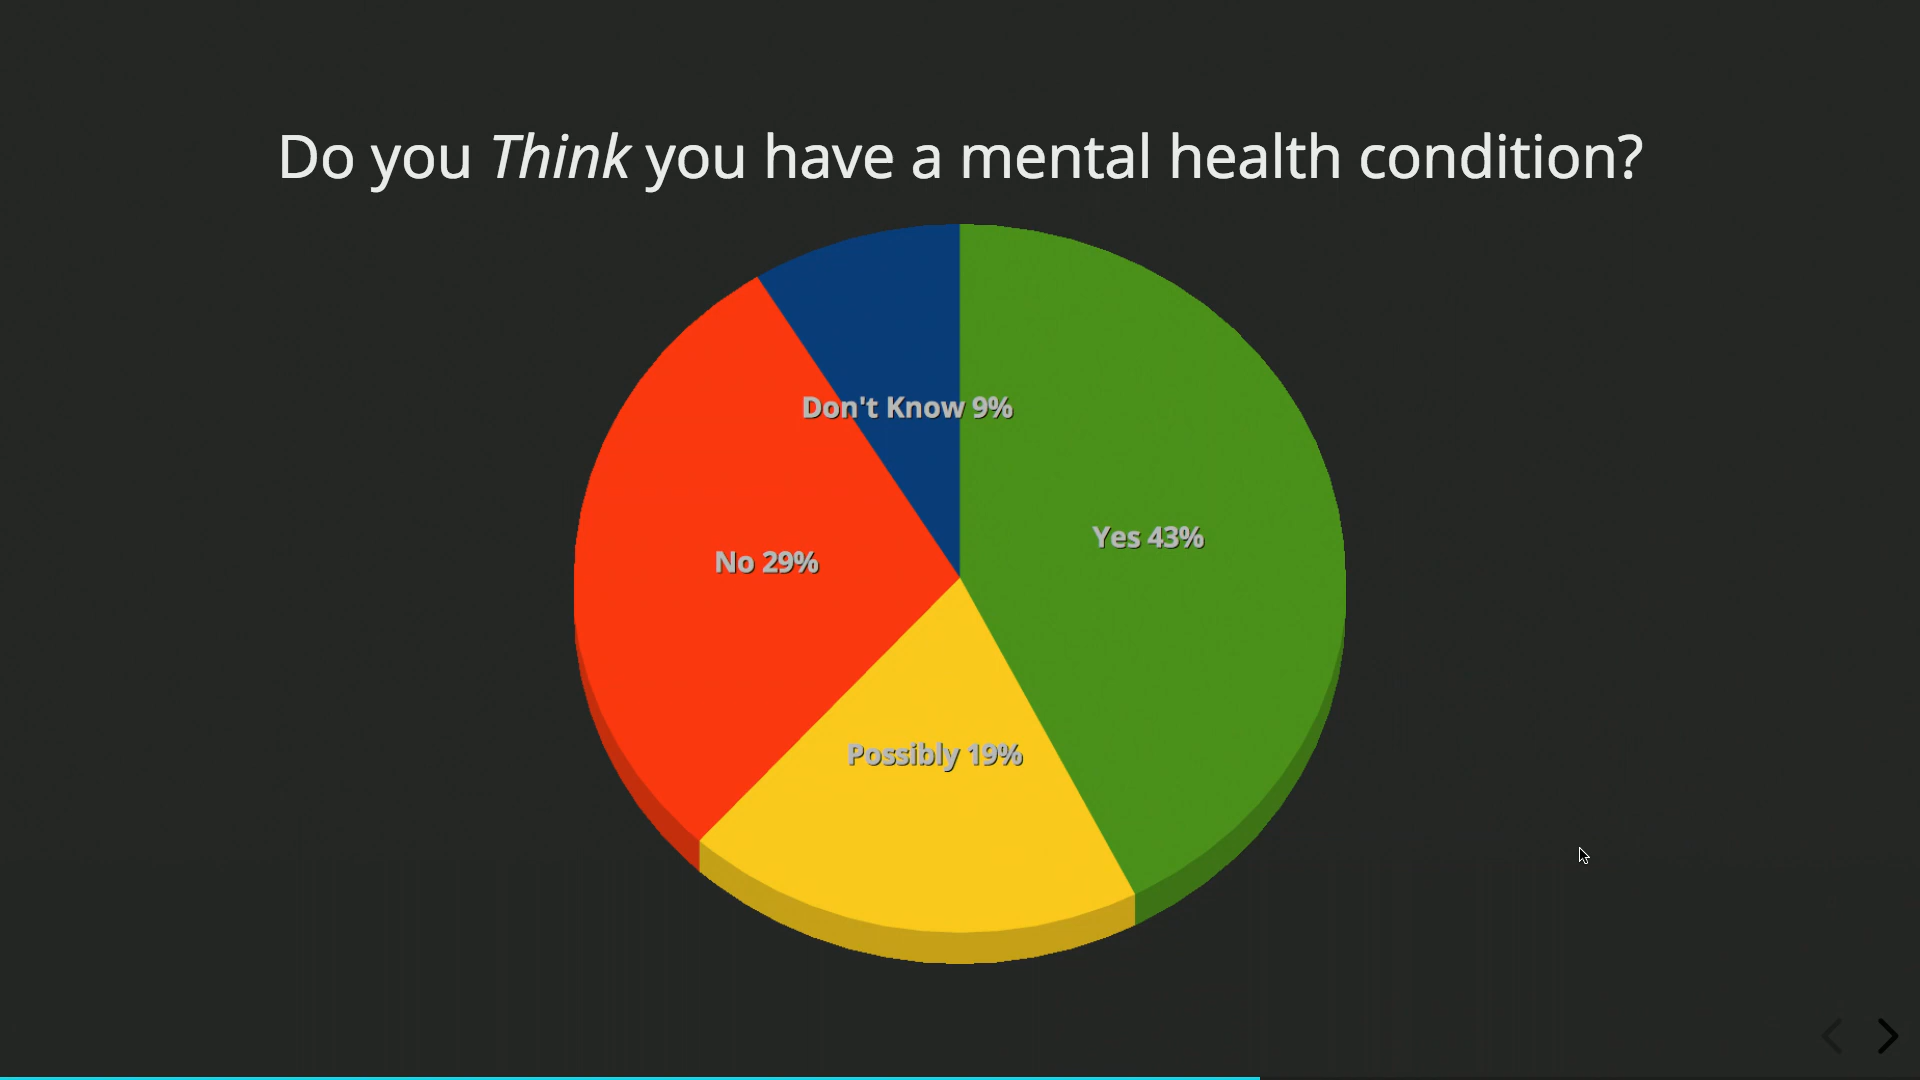 Do you Think you have a mental health condition?
Don't Know 9%
Yes 43%
No 29%
Possibly 19%